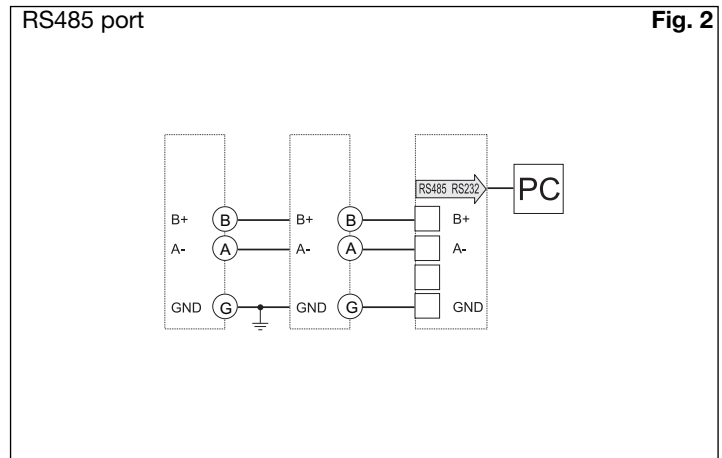 RS485 port Fig. 2
RS485 RS232 PC
B+ B B+ B B+
A- A A- A A-
GND G GND G GND